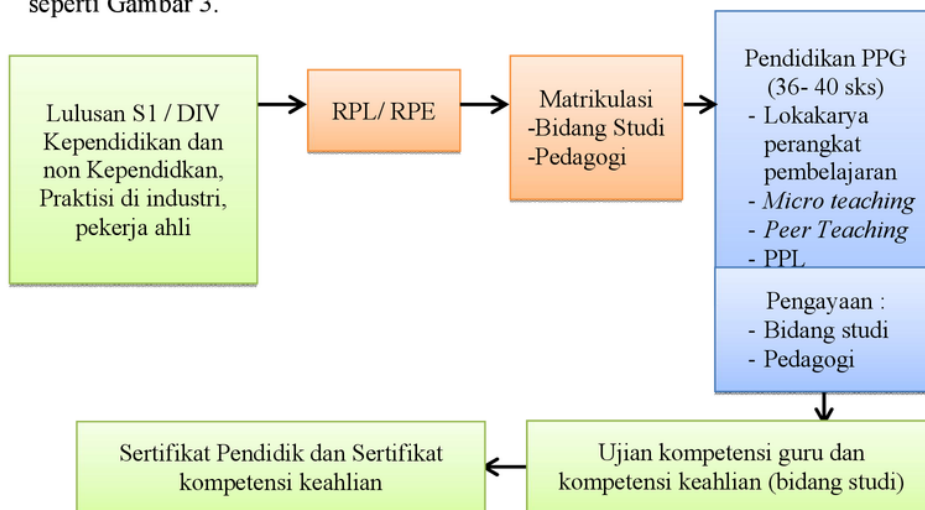 seperti Gambar 3.
Lulusan S1 / DIV
Kependidikan dan
non Kependidkan,
Praktisi di industri,
pekerja ahli
RPL/ RPE
Matrikulasi
-Bidang Studi
-Pedagogi
Pendidikan PPG
(36- 40 sks)
- Lokakarya
perangkat
pembelajaran
- Micro teaching
- Peer Teaching
- PPL
Pengayaan :
- Bidang studi
- Pedagogi
Ujian kompetensi guru dan
kompetensi keahlian (bidang studi)
Sertifikat Pendidik dan Sertifikat
kompetensi keahlian